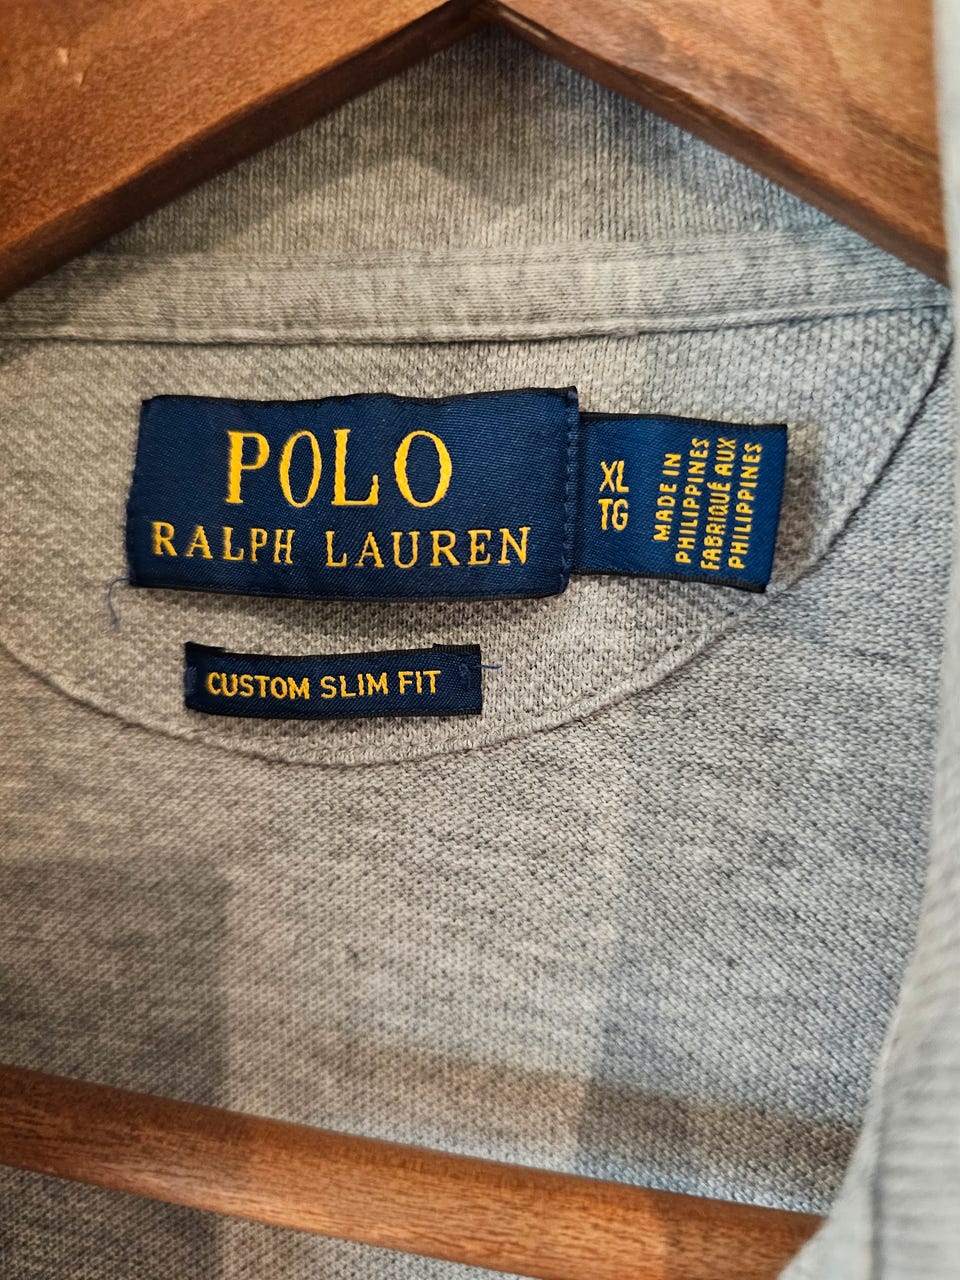 POLO
RALPH LAUREN
XL
TG
MADE IN
PHILIPPINES
FABRIQUÉ AUX
PHILIPPINES
CUSTOM SLIM FIT